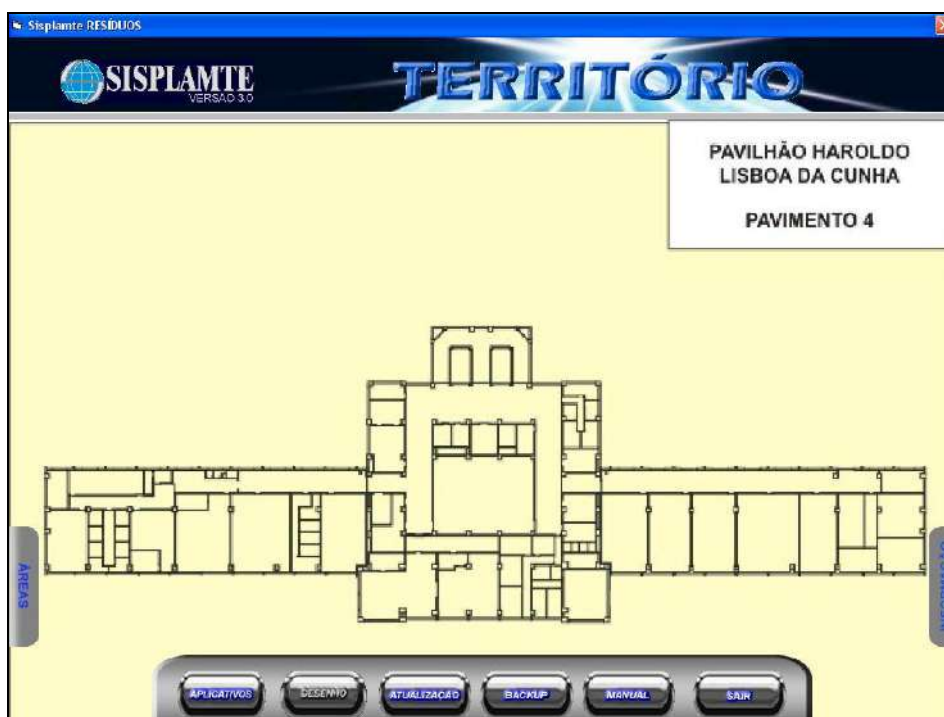 Sisplamte RESÍDUOS
SISPLAMTE
VERSÃO 3.0
TERRITÓRIO
PAVILHÃO HAROLDO
LISBOA DA CUNHA
PAVIMENTO 4
ÁREAS
APLICATIVOS
DESENHO
ATUALIZAÇÃO
BACKUP
MANUAL
SAIR